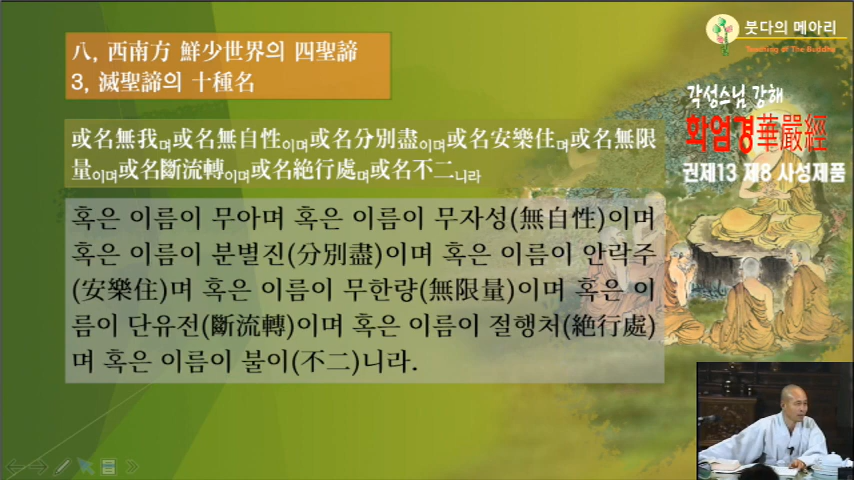 붓다의 메아리
Teaching of The Buddha
八, 西南方 鮮少世界의 四聖諦
3, 滅聖諦의 十種名
각성스님 강해
화엄경華嚴經
권제13 제8 사성제품
或名無我며或名無自性이며或名分別盡이며或名安樂住며或名無限
量이며或名斷流轉이며或名絶行處며或名不二니라
혹은 이름이 무아며 혹은 이름이 무자성(無自性)이며
혹은 이름이 분별진(分別盡)이며 혹은 이름이 안락주
(安樂住)며 혹은 이름이 무한량(無限量)이며 혹은 이
름이 단유전(斷流轉)이며 혹은 이름이 절행처(絶行處)
며 혹은 이름이 불이(不二)니라.